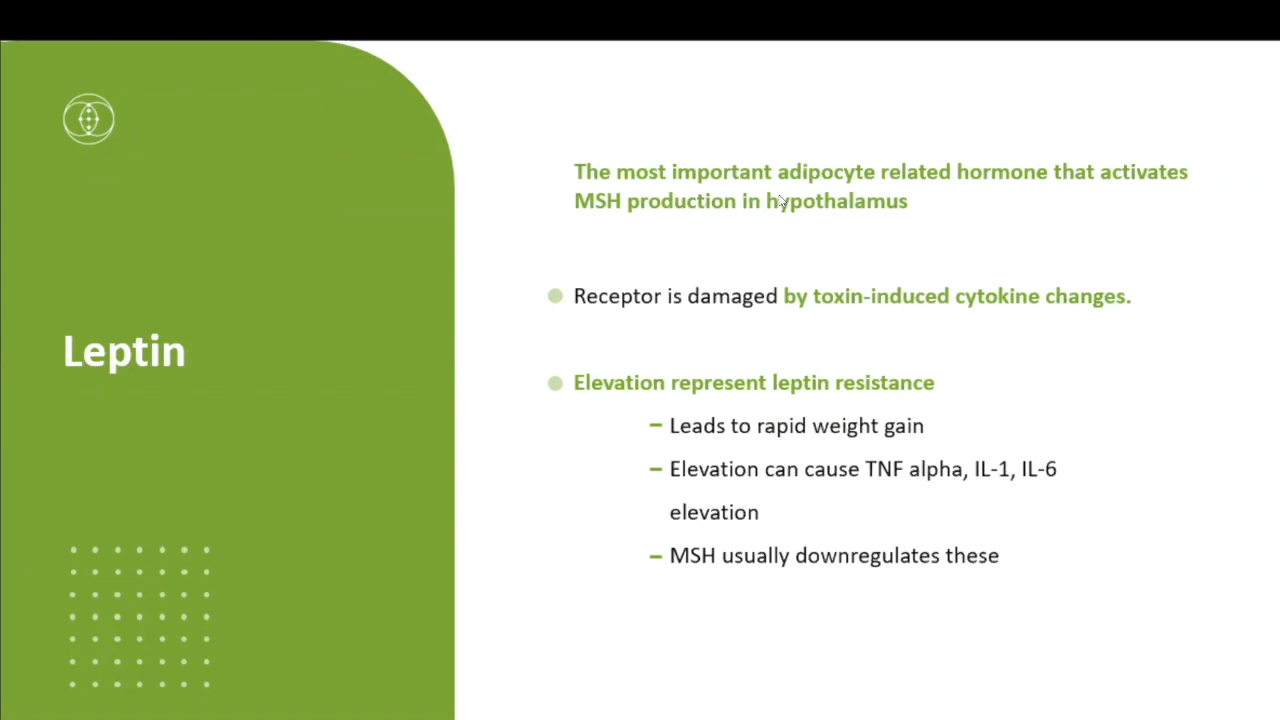 Leptin
The most important adipocyte related hormone that activates
MSH production in hypothalamus
Receptor is damaged by toxin-induced cytokine changes.
Elevation represent leptin resistance
– Leads to rapid weight gain
– Elevation can cause TNF alpha, IL-1, IL-6
elevation
– MSH usually downregulates these